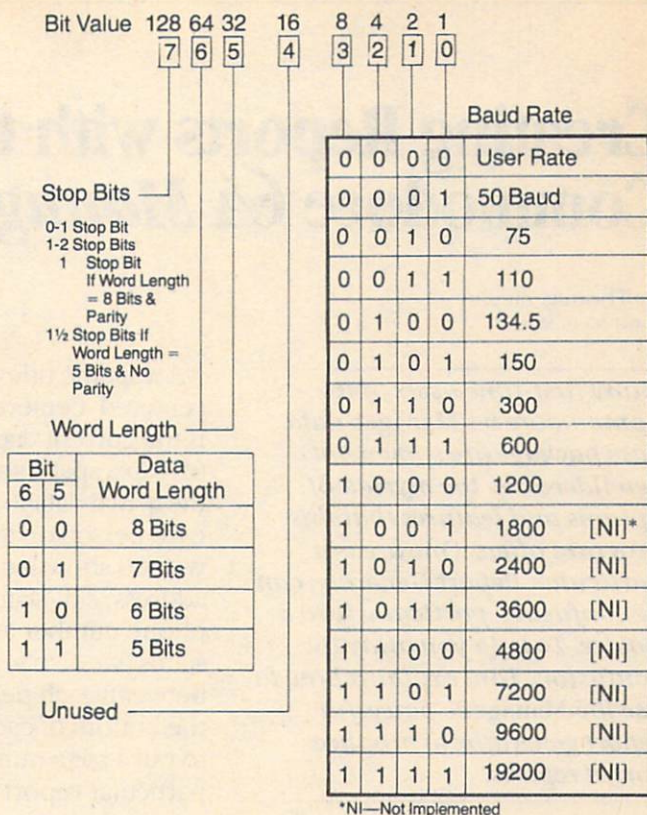 Bit Value 128 64 32 16 8 4 2 1
7 6 5 4 3 2 1 0
Stop Bits
0-1 Stop Bit
1-2 Stop Bits
1 Stop Bit
If Word Length
= 8 Bits &
Parity
1½ Stop Bits If
Word Length =
5 Bits & No
Parity
Word Length
Bit Data
6 5 Word Length
0 0 8 Bits
0 1 7 Bits
1 0 6 Bits
1 1 5 Bits
Unused
Baud Rate
0 0 0 0 User Rate
0 0 0 1 50 Baud
0 0 1 0 75
0 0 1 1 110
0 1 0 0 134.5
0 1 0 1 150
0 1 1 0 300
0 1 1 1 600
1 0 0 0 1200
1 0 0 1 1800 [NI]*
1 0 1 0 2400 [NI]
1 0 1 1 3600 [NI]
1 1 0 0 4800 [NI]
1 1 0 1 7200 [NI]
1 1 1 0 9600 [NI]
1 1 1 1 19200 [NI]
*NI—Not Implemented